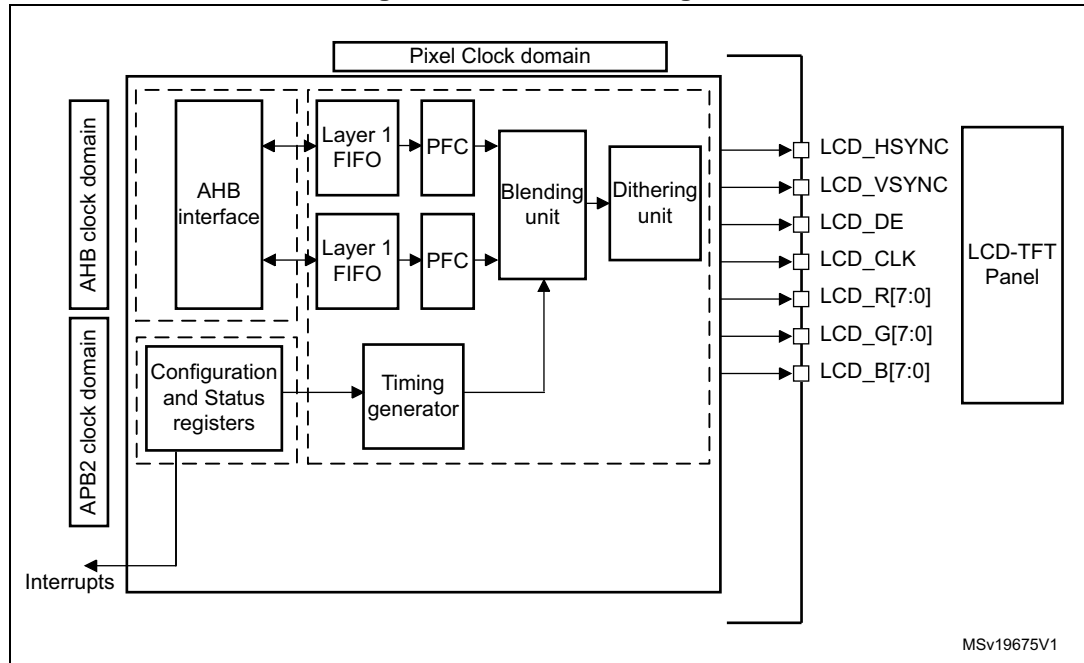 Pixel Clock domain
AHB clock domain
AHB
interface
Layer 1
FIFO
PFC
Layer 1
FIFO
PFC
Blending
unit
Dithering
unit
LCD_HSYNC
LCD_VSYNC
LCD_DE
LCD_CLK
LCD_R[7:0]
LCD_G[7:0]
LCD_B[7:0]
LCD-TFT
Panel
APB2 clock domain
Configuration
and Status
registers
Timing
generator
Interrupts
MSv19675V1